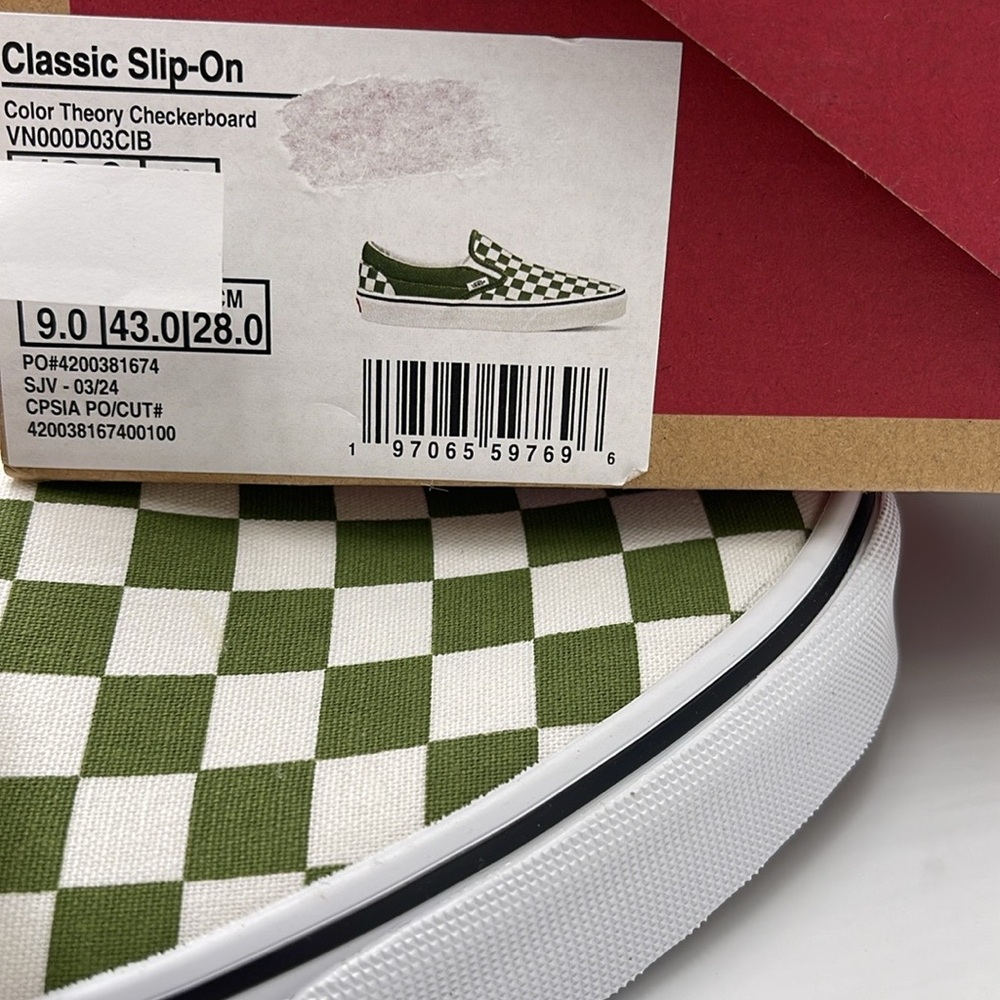 Classic Slip-On
Color Theory Checkerboard
VN000D03CIB
CM
9.0 43.0 28.0
PO#4200381674
SJV - 03/24
CPSIA PO/CUT#
420038167400100
1 97065 59769 6